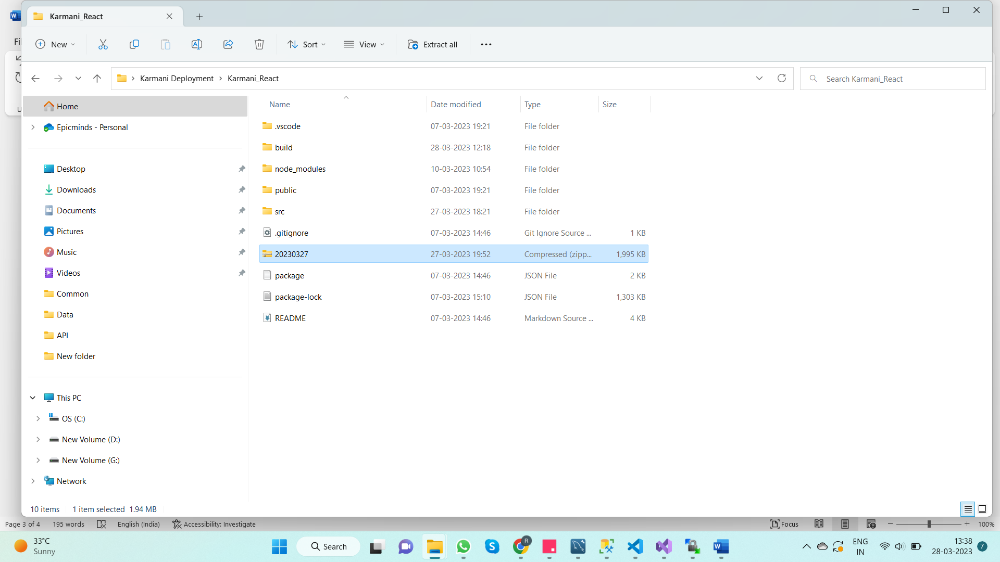 Karmani_React
New
Sort
View
Extract all
Karmani Deployment > Karmani_React
Search Karmani_React
Home
Epicminds - Personal
Desktop
Downloads
Documents
Pictures
Music
Videos
Common
Data
API
New folder
This PC
OS (C:)
New Volume (D:)
New Volume (G:)
Network
Name Date modified Type Size
.vscode 07-03-2023 19:21 File folder
build 28-03-2023 12:18 File folder
node_modules 10-03-2023 10:54 File folder
public 07-03-2023 19:21 File folder
src 27-03-2023 18:21 File folder
.gitignore 07-03-2023 14:46 Git Ignore Source ... 1 KB
20230327 27-03-2023 19:52 Compressed (zipp... 1,995 KB
package 07-03-2023 14:46 JSON File 2 KB
package-lock 07-03-2023 15:10 JSON File 1,303 KB
README 07-03-2023 14:46 Markdown Source ... 4 KB
10 items 1 item selected 1.94 MB
Page 3 of 4 195 words English (India) Accessibility: Investigate Focus 100%
33°C
Sunny
Search
R
ENG
IN
13:38
28-03-2023
7